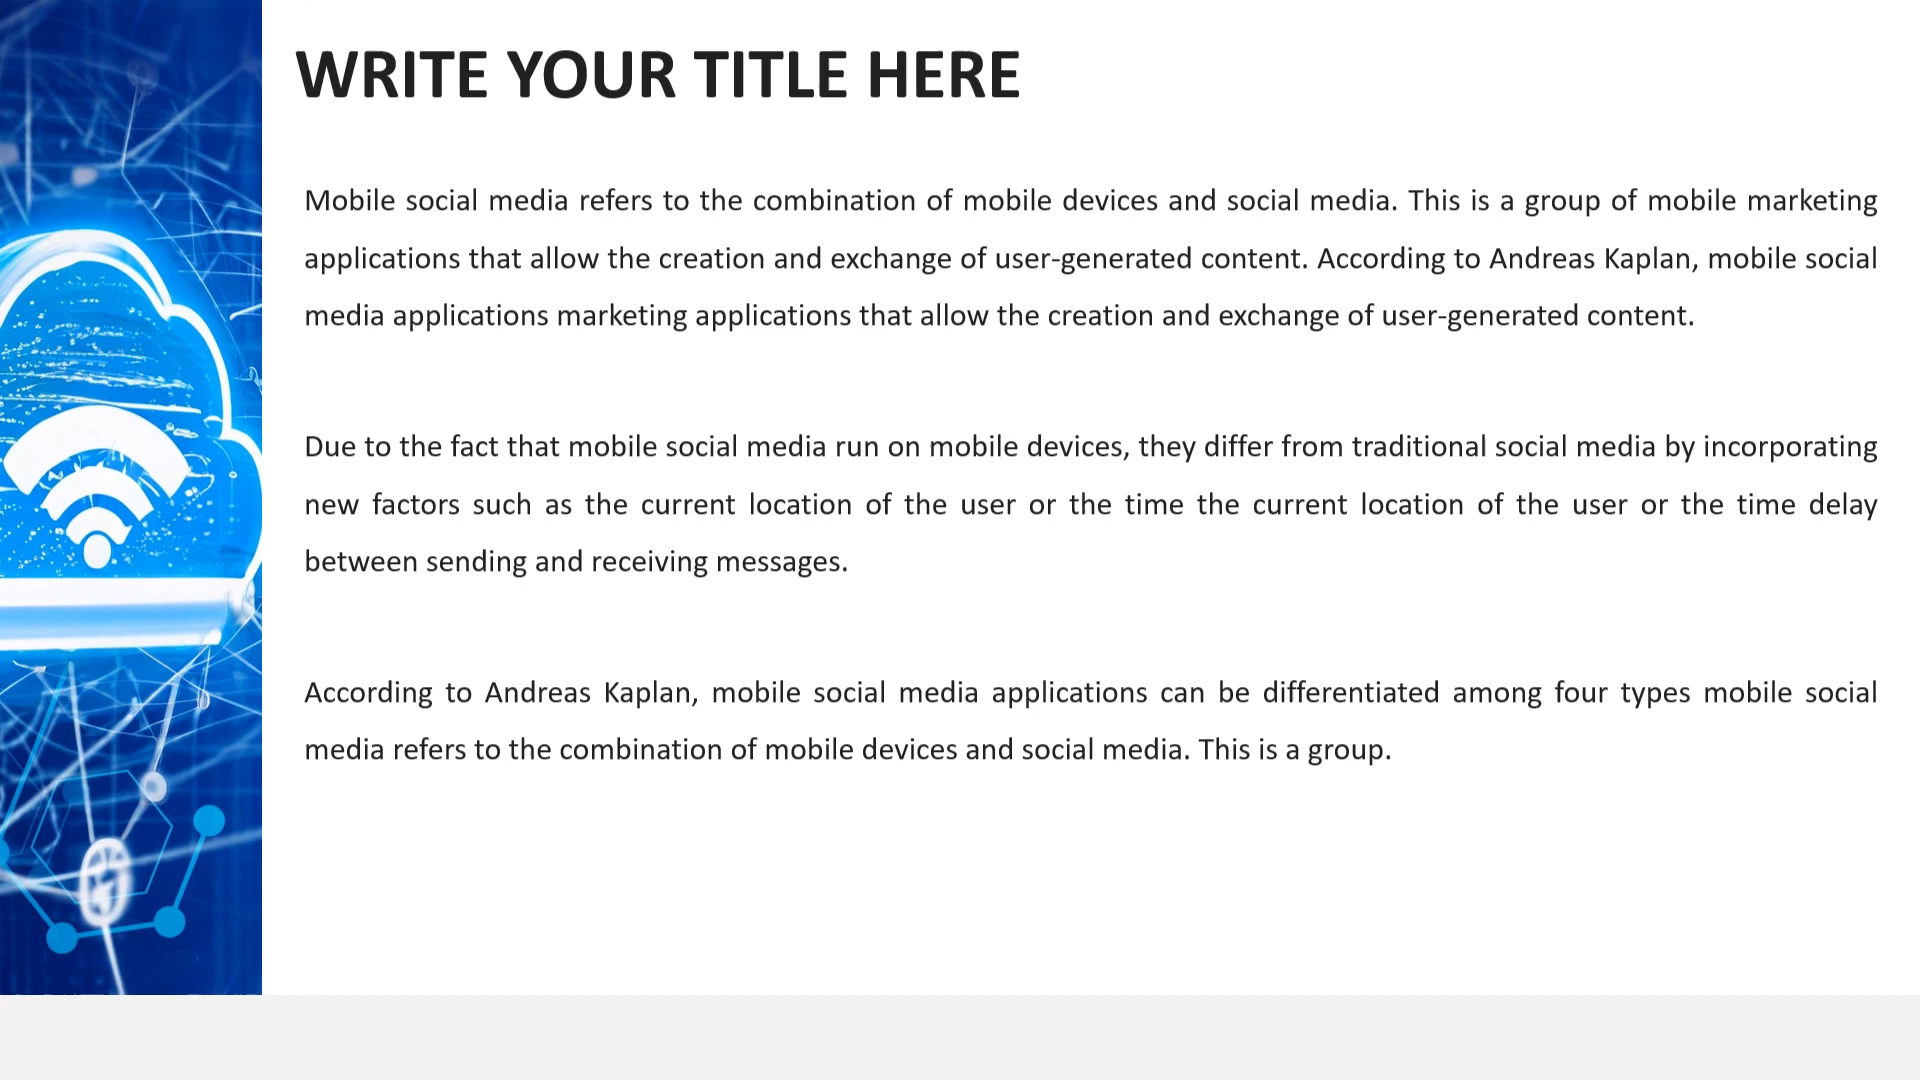 WRITE YOUR TITLE HERE
Mobile social media refers to the combination of mobile devices and social media. This is a group of mobile marketing
applications that allow the creation and exchange of user-generated content. According to Andreas Kaplan, mobile social
media applications marketing applications that allow the creation and exchange of user-generated content.
Due to the fact that mobile social media run on mobile devices, they differ from traditional social media by incorporating
new factors such as the current location of the user or the time the current location of the user or the time delay
between sending and receiving messages.
According to Andreas Kaplan, mobile social media applications can be differentiated among four types mobile social
media refers to the combination of mobile devices and social media. This is a group.